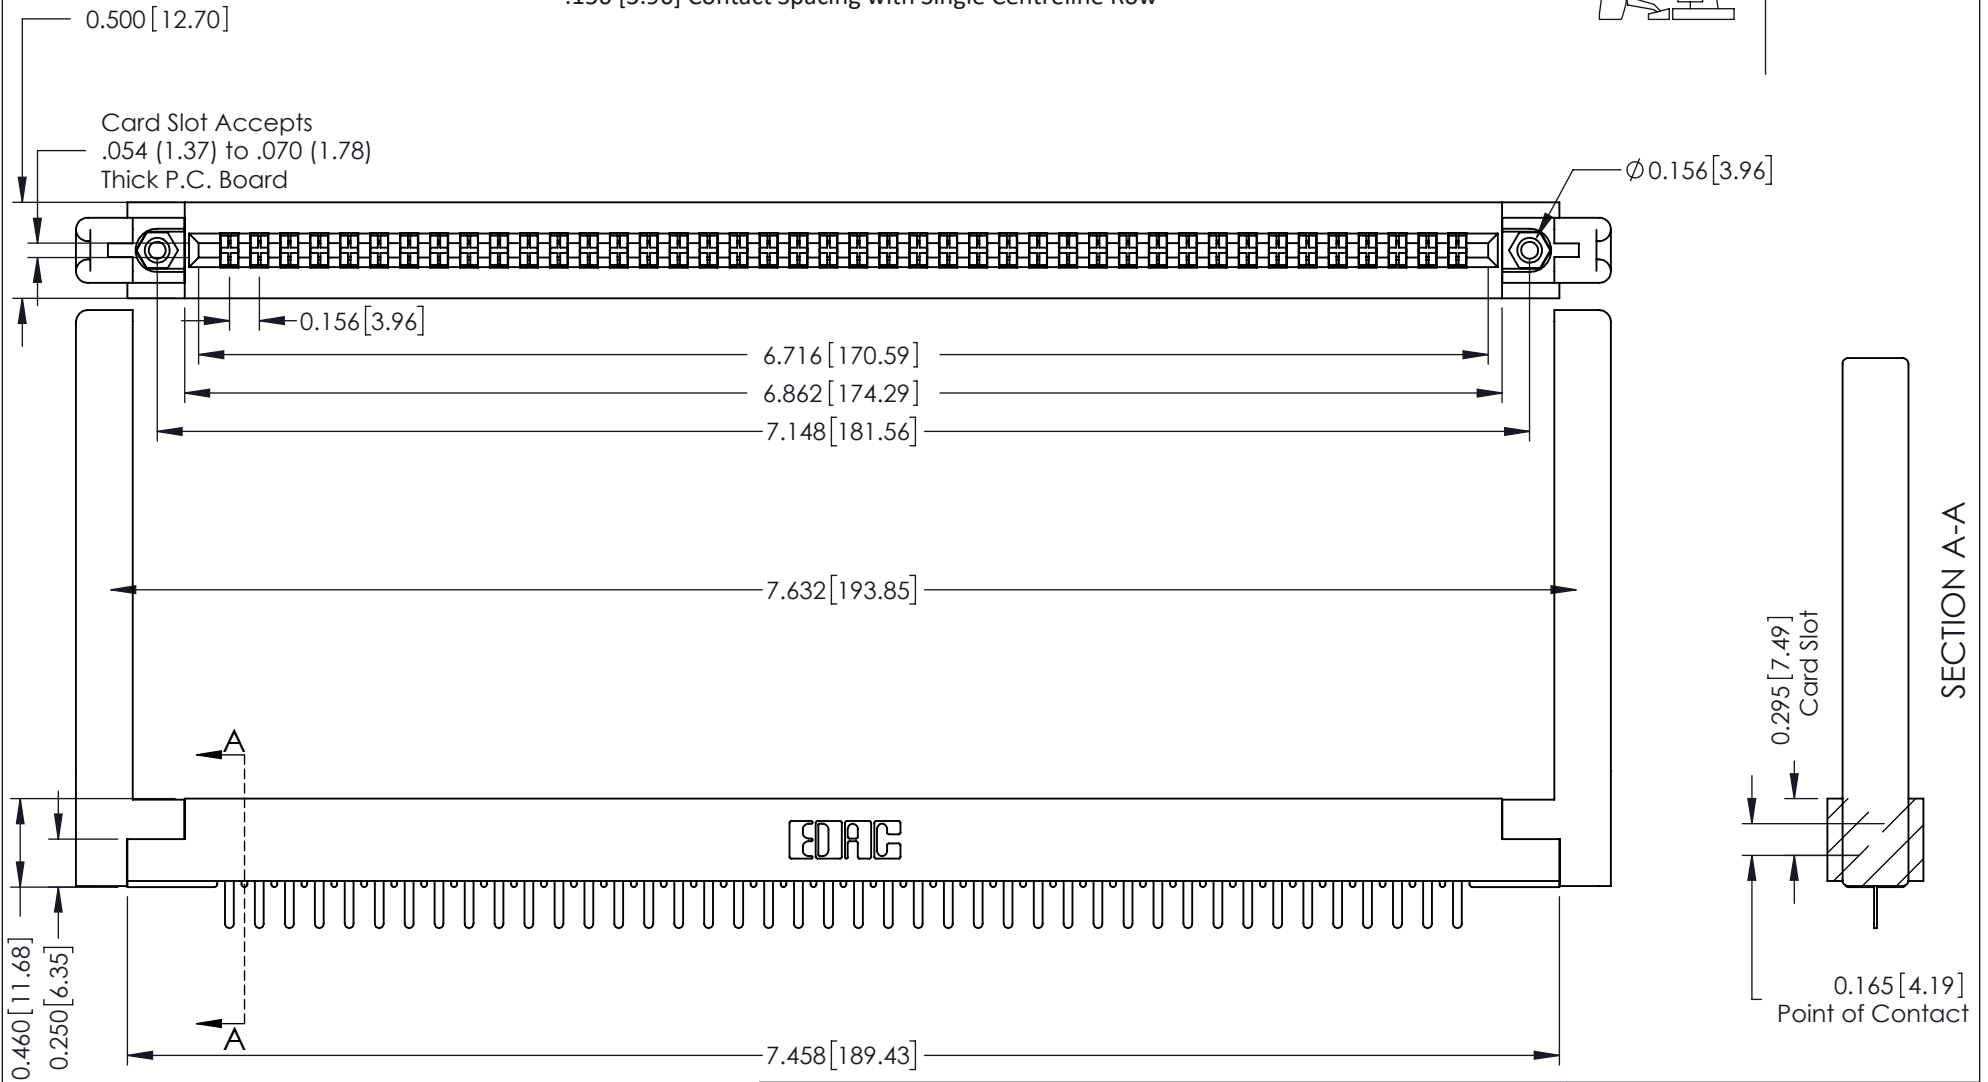 .156 [3.96] Contact Spacing with Single Centreline Row
0.500 [12.70]
Card Slot Accepts
.054 (1.37) to .070 (1.78)
Thick P.C. Board
Ø0.156[3.96]
0.156[3.96]
6.716[170.59]
6.862[174.29]
7.148[181.56]
7.632[193.85]
A
EDAC
A
0.460[11.68]
0.250[6.35]
7.458[189.43]
0.295[7.49]
Card Slot
SECTION A-A
0.165[4.19]
Point of Contact